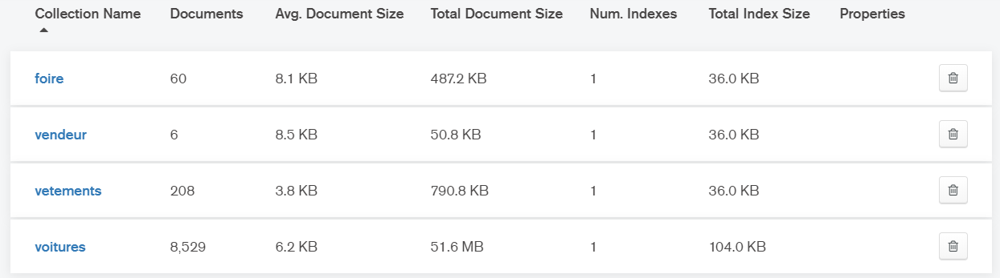 Collection Name Documents Avg. Document Size Total Document Size Num. Indexes Total Index Size Properties
foire 60 8.1 KB 487.2 KB 1 36.0 KB
vendeur 6 8.5 KB 50.8 KB 1 36.0 KB
vetements 208 3.8 KB 790.8 KB 1 36.0 KB
voitures 8,529 6.2 KB 51.6 MB 1 104.0 KB